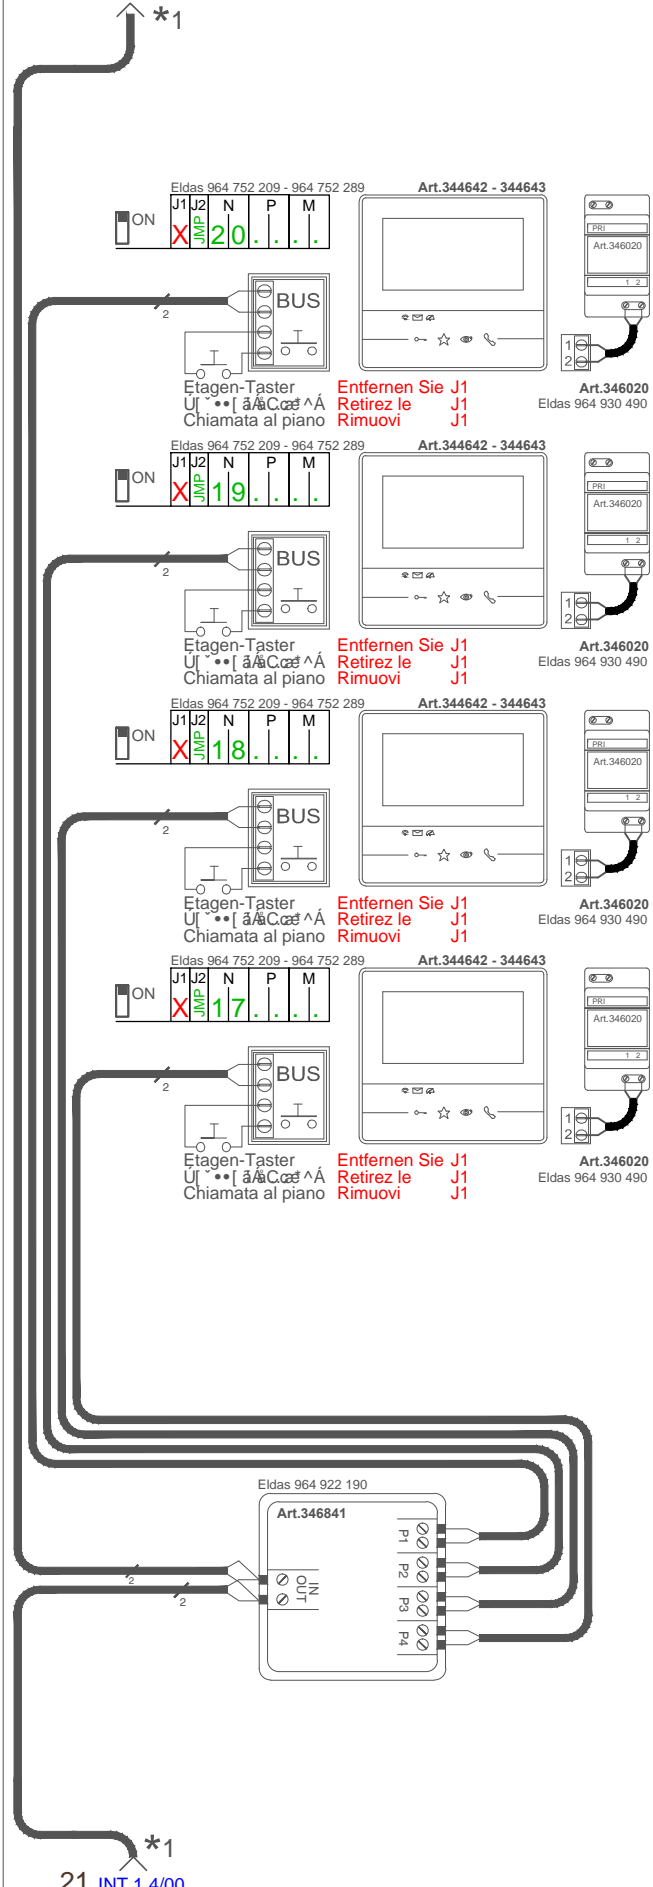 *1
Eldas 964 752 209 - 964 752 289
Art.344642 - 344643
ON
J1 J2 N P M
X JMP 2 0 . . . .
PRI
Art.346020
1 2
BUS
2
1
2
Etagen-Taster
Entfernen Sie J1
Art.346020
Retirez le J1
Eldas 964 930 490
Chiamata al piano
Rimuovi J1
Eldas 964 752 209 - 964 752 289
Art.344642 - 344643
ON
J1 J2 N P M
X JMP 1 9 . . . .
PRI
Art.346020
1 2
BUS
2
1
2
Etagen-Taster
Entfernen Sie J1
Art.346020
Retirez le J1
Eldas 964 930 490
Chiamata al piano
Rimuovi J1
Eldas 964 752 209 - 964 752 289
Art.344642 - 344643
ON
J1 J2 N P M
X JMP 1 8 . . . .
PRI
Art.346020
1 2
BUS
2
1
2
Etagen-Taster
Entfernen Sie J1
Art.346020
Retirez le J1
Eldas 964 930 490
Chiamata al piano
Rimuovi J1
Eldas 964 752 209 - 964 752 289
Art.344642 - 344643
ON
J1 J2 N P M
X JMP 1 7 . . . .
PRI
Art.346020
1 2
BUS
2
1
2
Etagen-Taster
Entfernen Sie J1
Art.346020
Retirez le J1
Eldas 964 930 490
Chiamata al piano
Rimuovi J1
Eldas 964 922 190
Art.346841
P1
P2
P3
P4
IN
OUT
2
2
*1
21 INT 1 4/00